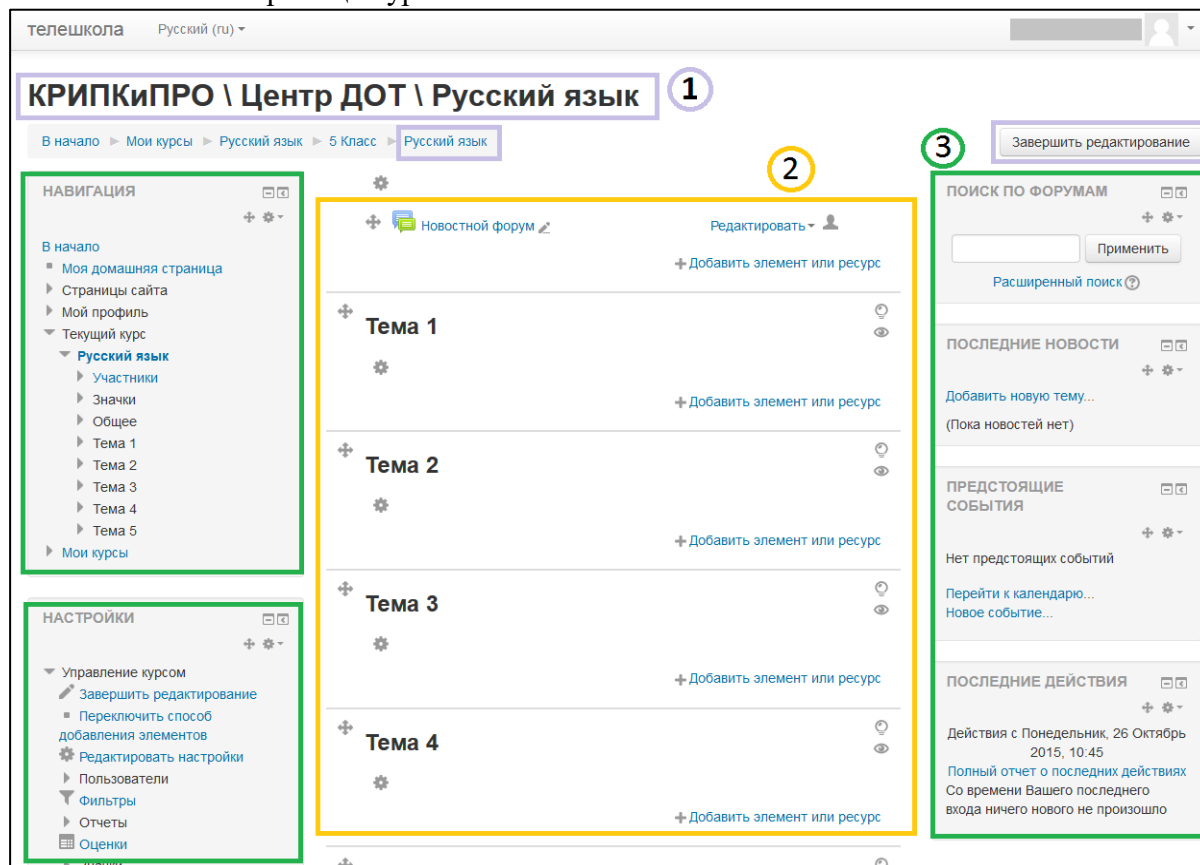 телешкола Русский (ru)
КРИПКиПРО \ Центр ДОТ \ Русский язык
1
В начало Мои курсы Русский язык 5 Класс Русский язык
Завершить редактирование
НАВИГАЦИЯ
В начало
Моя домашняя страница
Страницы сайта
Мой профиль
Текущий курс
Русский язык
Участники
Значки
Общее
Тема 1
Тема 2
Тема 3
Тема 4
Тема 5
Мои курсы
НАСТРОЙКИ
Управление курсом
Завершить редактирование
Переключить способ
добавления элементов
Редактировать настройки
Пользователи
Фильтры
Отчеты
Оценки
2
Новостной форум Редактировать
Добавить элемент или ресурс
Тема 1
Добавить элемент или ресурс
Тема 2
Добавить элемент или ресурс
Тема 3
Добавить элемент или ресурс
Тема 4
Добавить элемент или ресурс
3
ПОИСК ПО ФОРУМАМ
Применить
Расширенный поиск
ПОСЛЕДНИЕ НОВОСТИ
Добавить новую тему...
(Пока новостей нет)
ПРЕДСТОЯЩИЕ
СОБЫТИЯ
Нет предстоящих событий
Перейти к календарю...
Новое событие...
ПОСЛЕДНИЕ ДЕЙСТВИЯ
Действия с Понедельник, 26 Октябрь
2015, 10:45
Полный отчет о последних действиях
Со времени Вашего последнего
входа ничего нового не произошло